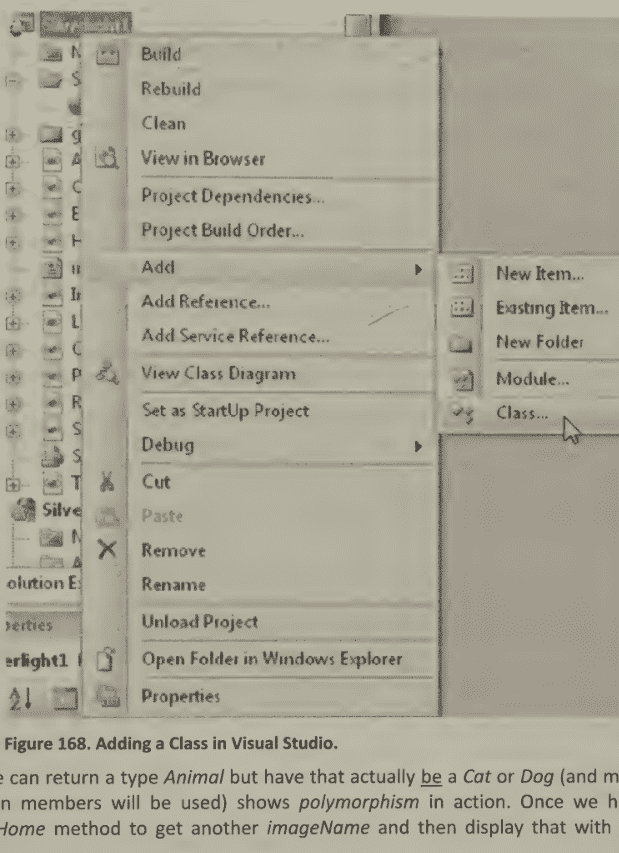 N
Build
S
Rebuild
Clean
g
A
View in Browser
C
Project Dependencies...
E
Project Build Order...
H
Add
New Item...
Add Reference...
Existing Item...
L
Add Service Reference...
New Folder
C
P
View Class Diagram
Module...
R
Set as StartUp Project
Class...
S
Debug
S
T
Cut
Silve
Paste
N
Remove
A
olution E
Rename
perties
Unload Project
erlight1
Open Folder in Windows Explorer
Properties
Figure 168. Adding a Class in Visual Studio.
e can return a type Animal but have that actually be a Cat or Dog (and m
n members will be used) shows polymorphism in action. Once we h
Home method to get another imageName and then display that with